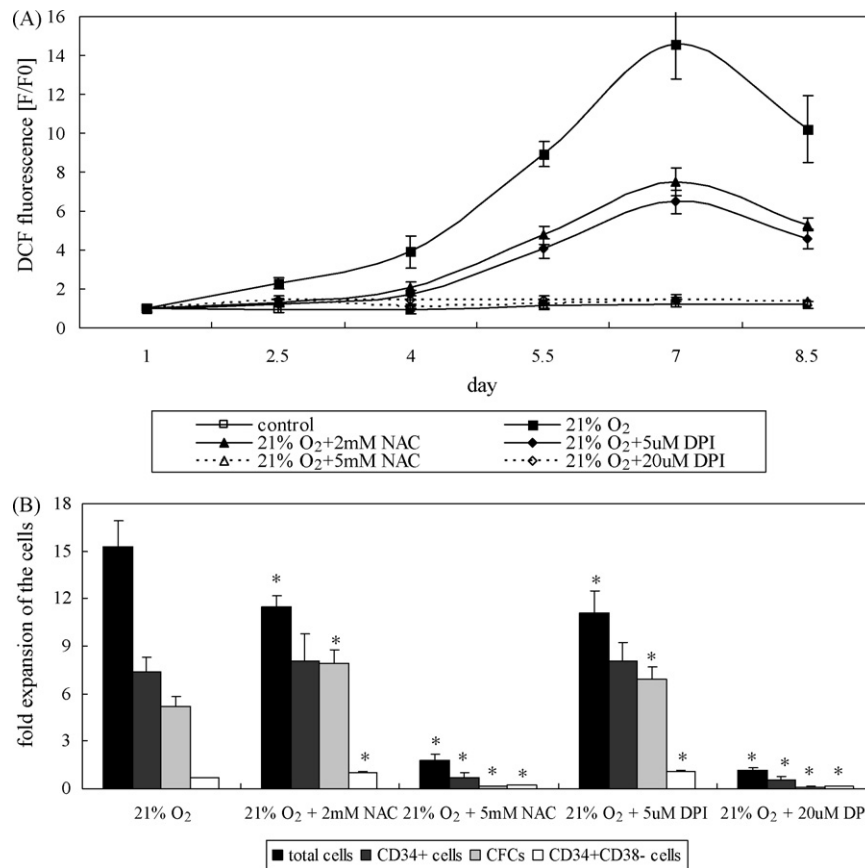 (A)
16
14
12
10
8
6
4
2
0
DCF fluorescence [F/F0]
1 2.5 4 5.5 7 8.5
day
control 21% O2
21% O2+2mM NAC 21% O2+5uM DPI
21% O2+5mM NAC 21% O2+20uM DPI
(B)
18
15
12
9
6
3
0
fold expansion of the cells
* * * * * * * * * * * * * *
21% O2 21% O2 + 2mM NAC 21% O2 + 5mM NAC 21% O2 + 5uM DPI 21% O2 + 20uM DP
total cells CD34+ cells CFCs CD34+CD38- cells